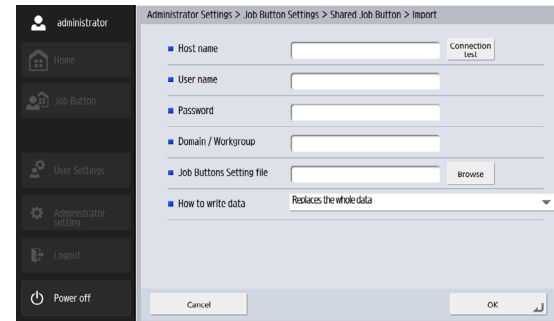 administrator
Home
Job Button
User Settings
Administrator
setting
Logout
Power off
Administrator Settings > Job Button Settings > Shared Job Button > Import
Host name
Connection
test
User name
Password
Domain / Workgroup
Job Buttons Setting file
Browse
How to write data
Replaces the whole data
Cancel
OK